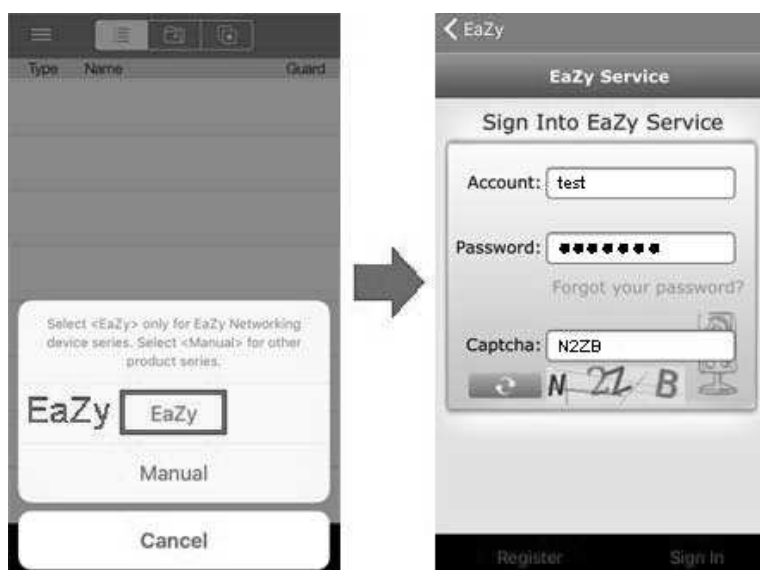 Type Name Guard
Select <EaZy> only for EaZy Networking
device series. Select <Manual> for other
product series.
EaZy EaZy
Manual
Cancel
EaZy
EaZy Service
Sign Into EaZy Service
Account: test
Password: •••••••
Forgot your password?
Captcha: N2ZB
N 2Z B
Register Sign In